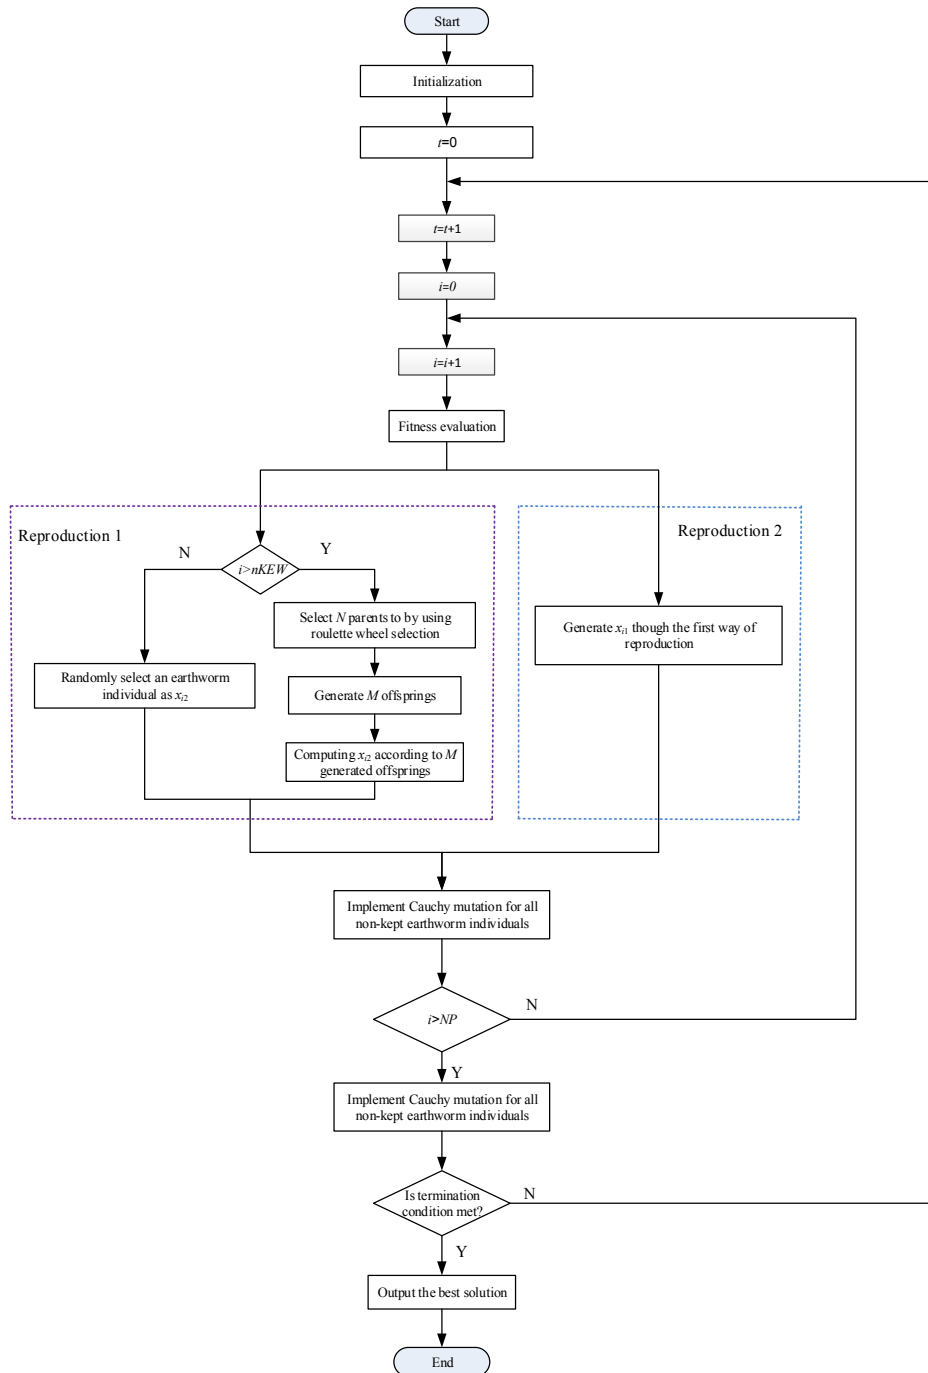 Start
Initialization
t=0
t=t+1
i=0
i=i+1
Fitness evaluation
Reproduction 1
Reproduction 2
N
Y
i>nKEW
Select N parents to by using
roulette wheel selection
Generate xi1 though the first way of
reproduction
Randomly select an earthworm
individual as xi2
Generate M offsprings
Computing xi2 according to M
generated offsprings
Implement Cauchy mutation for all
non-kept earthworm individuals
i>NP
N
Y
Implement Cauchy mutation for all
non-kept earthworm individuals
Is termination
condition met?
N
Y
Output the best solution
End